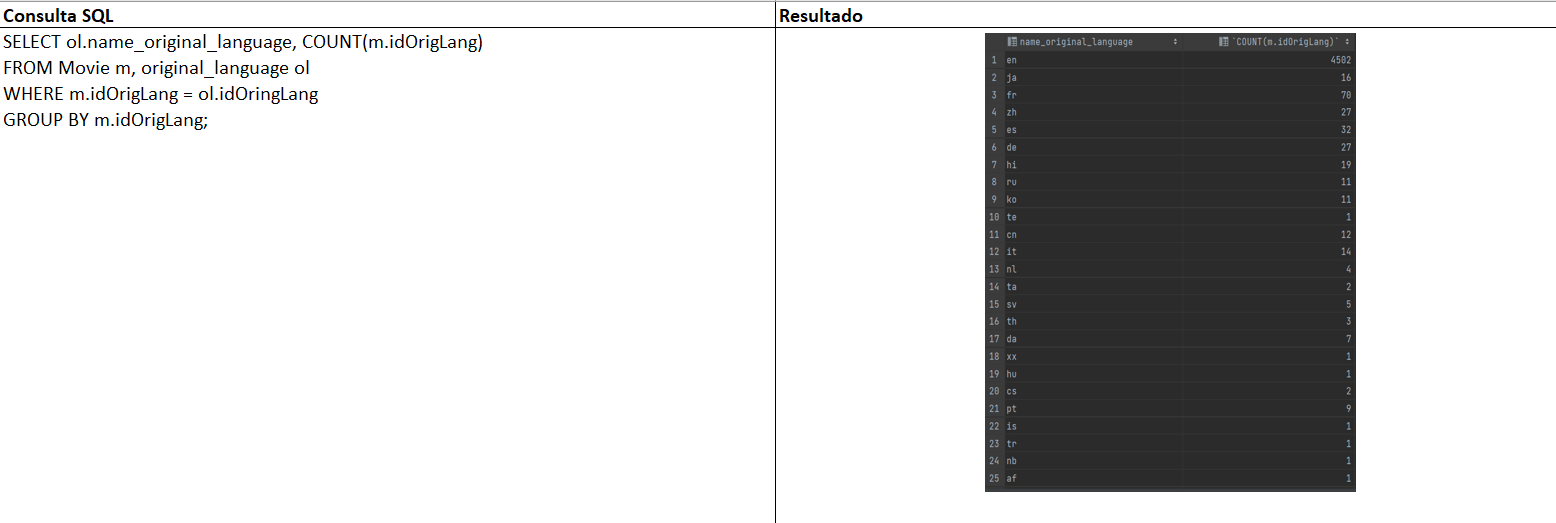 Consulta SQL
Resultado
SELECT ol.name_original_language, COUNT(m.idOrigLang)
FROM Movie m, original_language ol
WHERE m.idOrigLang = ol.idOringLang
GROUP BY m.idOrigLang;
name_original_language `COUNT(m.idOrigLang)`
1 en 4502
2 ja 16
3 fr 70
4 zh 27
5 es 32
6 de 27
7 hi 19
8 ru 11
9 ko 11
10 te 1
11 cn 12
12 it 14
13 nl 4
14 ta 2
15 sv 5
16 th 3
17 da 7
18 xx 1
19 hu 1
20 cs 2
21 pt 9
22 is 1
23 tr 1
24 nb 1
25 af 1